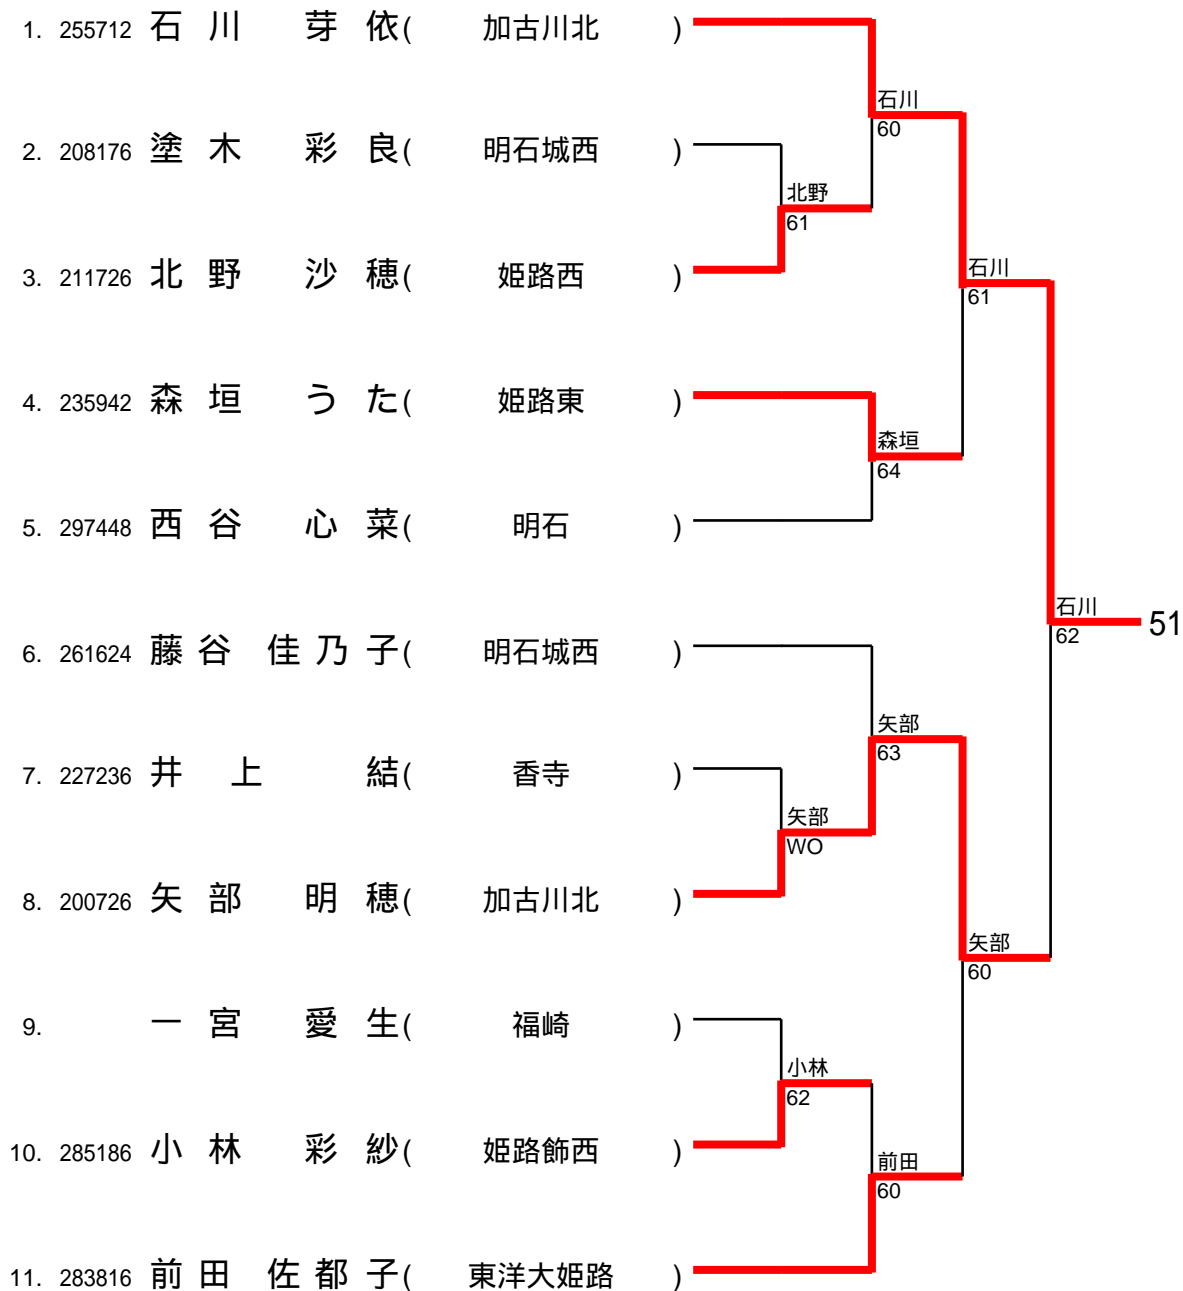 1. 255712 石川 芽依( 加古川北 )
石川
60
2. 208176 塗木 彩良( 明石城西 )
北野
61
3. 211726 北野 沙穂( 姫路西 )
石川
61
4. 235942 森垣 うた( 姫路東 )
森垣
64
5. 297448 西谷 心菜( 明石 )
石川
62
51
6. 261624 藤谷 佳乃子( 明石城西 )
矢部
63
7. 227236 井上 結( 香寺 )
矢部
WO
8. 200726 矢部 明穂( 加古川北 )
矢部
60
9. 一宮 愛生( 福崎 )
小林
62
10. 285186 小林 彩紗( 姫路飾西 )
前田
60
11. 283816 前田 佐都子( 東洋大姫路 )